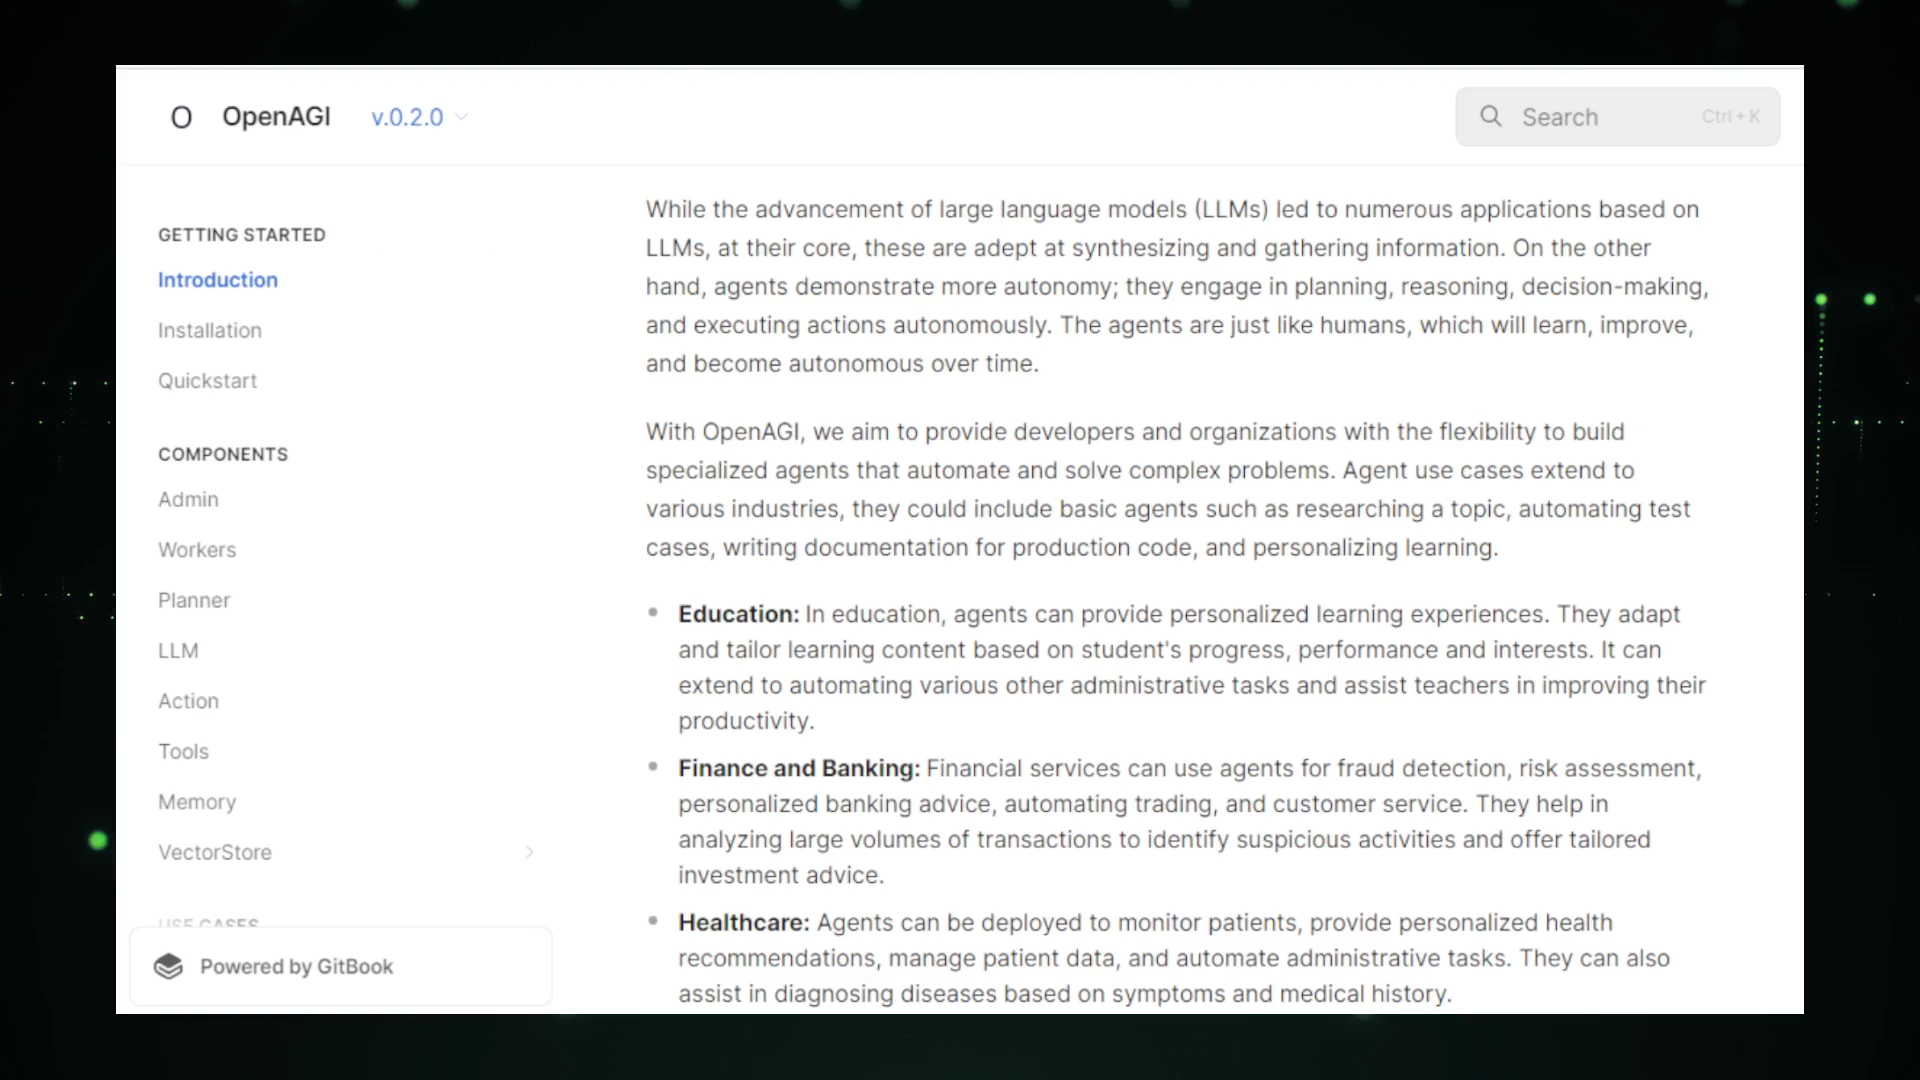 O OpenAGI v.0.2.0
Search Ctrl + K
GETTING STARTED
Introduction
Installation
Quickstart
COMPONENTS
Admin
Workers
Planner
LLM
Action
Tools
Memory
VectorStore
USE CASES
Powered by GitBook
While the advancement of large language models (LLMs) led to numerous applications based on
LLMs, at their core, these are adept at synthesizing and gathering information. On the other
hand, agents demonstrate more autonomy; they engage in planning, reasoning, decision-making,
and executing actions autonomously. The agents are just like humans, which will learn, improve,
and become autonomous over time.
With OpenAGI, we aim to provide developers and organizations with the flexibility to build
specialized agents that automate and solve complex problems. Agent use cases extend to
various industries, they could include basic agents such as researching a topic, automating test
cases, writing documentation for production code, and personalizing learning.
• Education: In education, agents can provide personalized learning experiences. They adapt
and tailor learning content based on student's progress, performance and interests. It can
extend to automating various other administrative tasks and assist teachers in improving their
productivity.
• Finance and Banking: Financial services can use agents for fraud detection, risk assessment,
personalized banking advice, automating trading, and customer service. They help in
analyzing large volumes of transactions to identify suspicious activities and offer tailored
investment advice.
• Healthcare: Agents can be deployed to monitor patients, provide personalized health
recommendations, manage patient data, and automate administrative tasks. They can also
assist in diagnosing diseases based on symptoms and medical history.